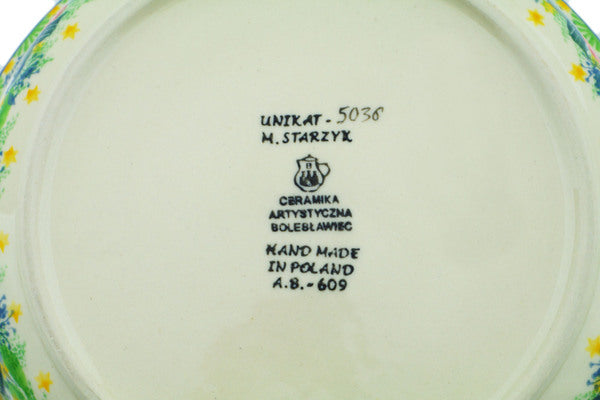 UNIKAT - 5036
M. STARZYK
CERAMIKA
ARTYSTYCZNA
BOLESŁAWIEC
HAND MADE
IN POLAND
A.B.-609